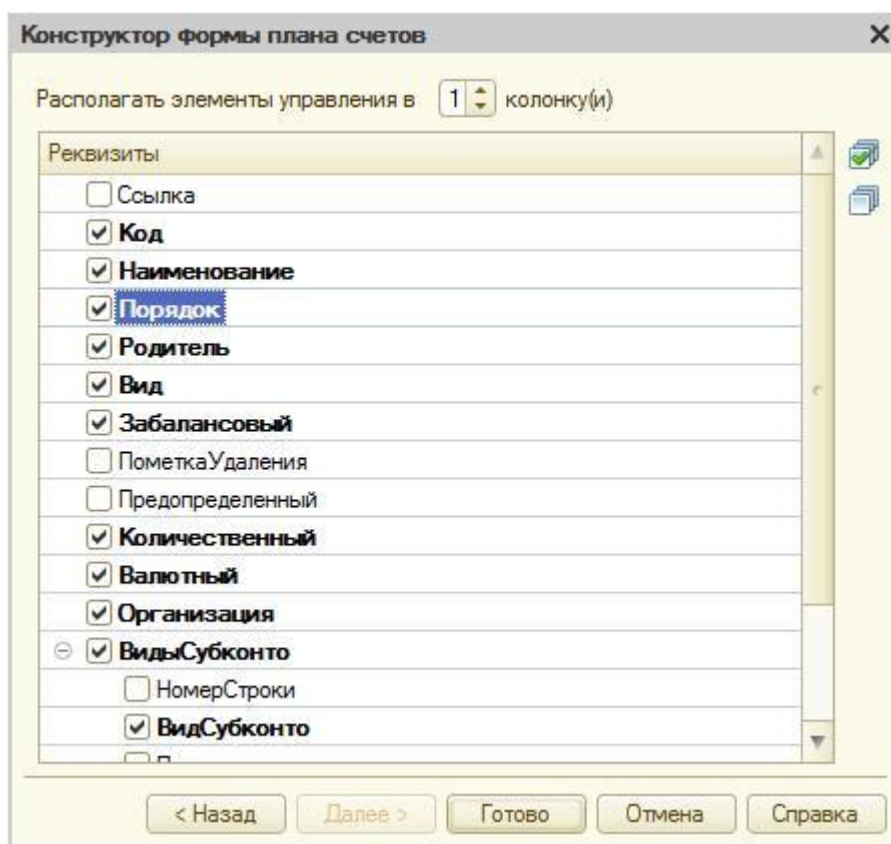 Конструктор формы плана счетов
Располагать элементы управления в 1 колонку(и)
Реквизиты
Ссылка
Код
Наименование
Порядок
Родитель
Вид
Забалансовый
ПометкаУдаления
Предопределенный
Количественный
Валютный
Организация
ВидыСубконто
НомерСтроки
ВидСубконто
< Назад Далее > Готово Отмена Справка